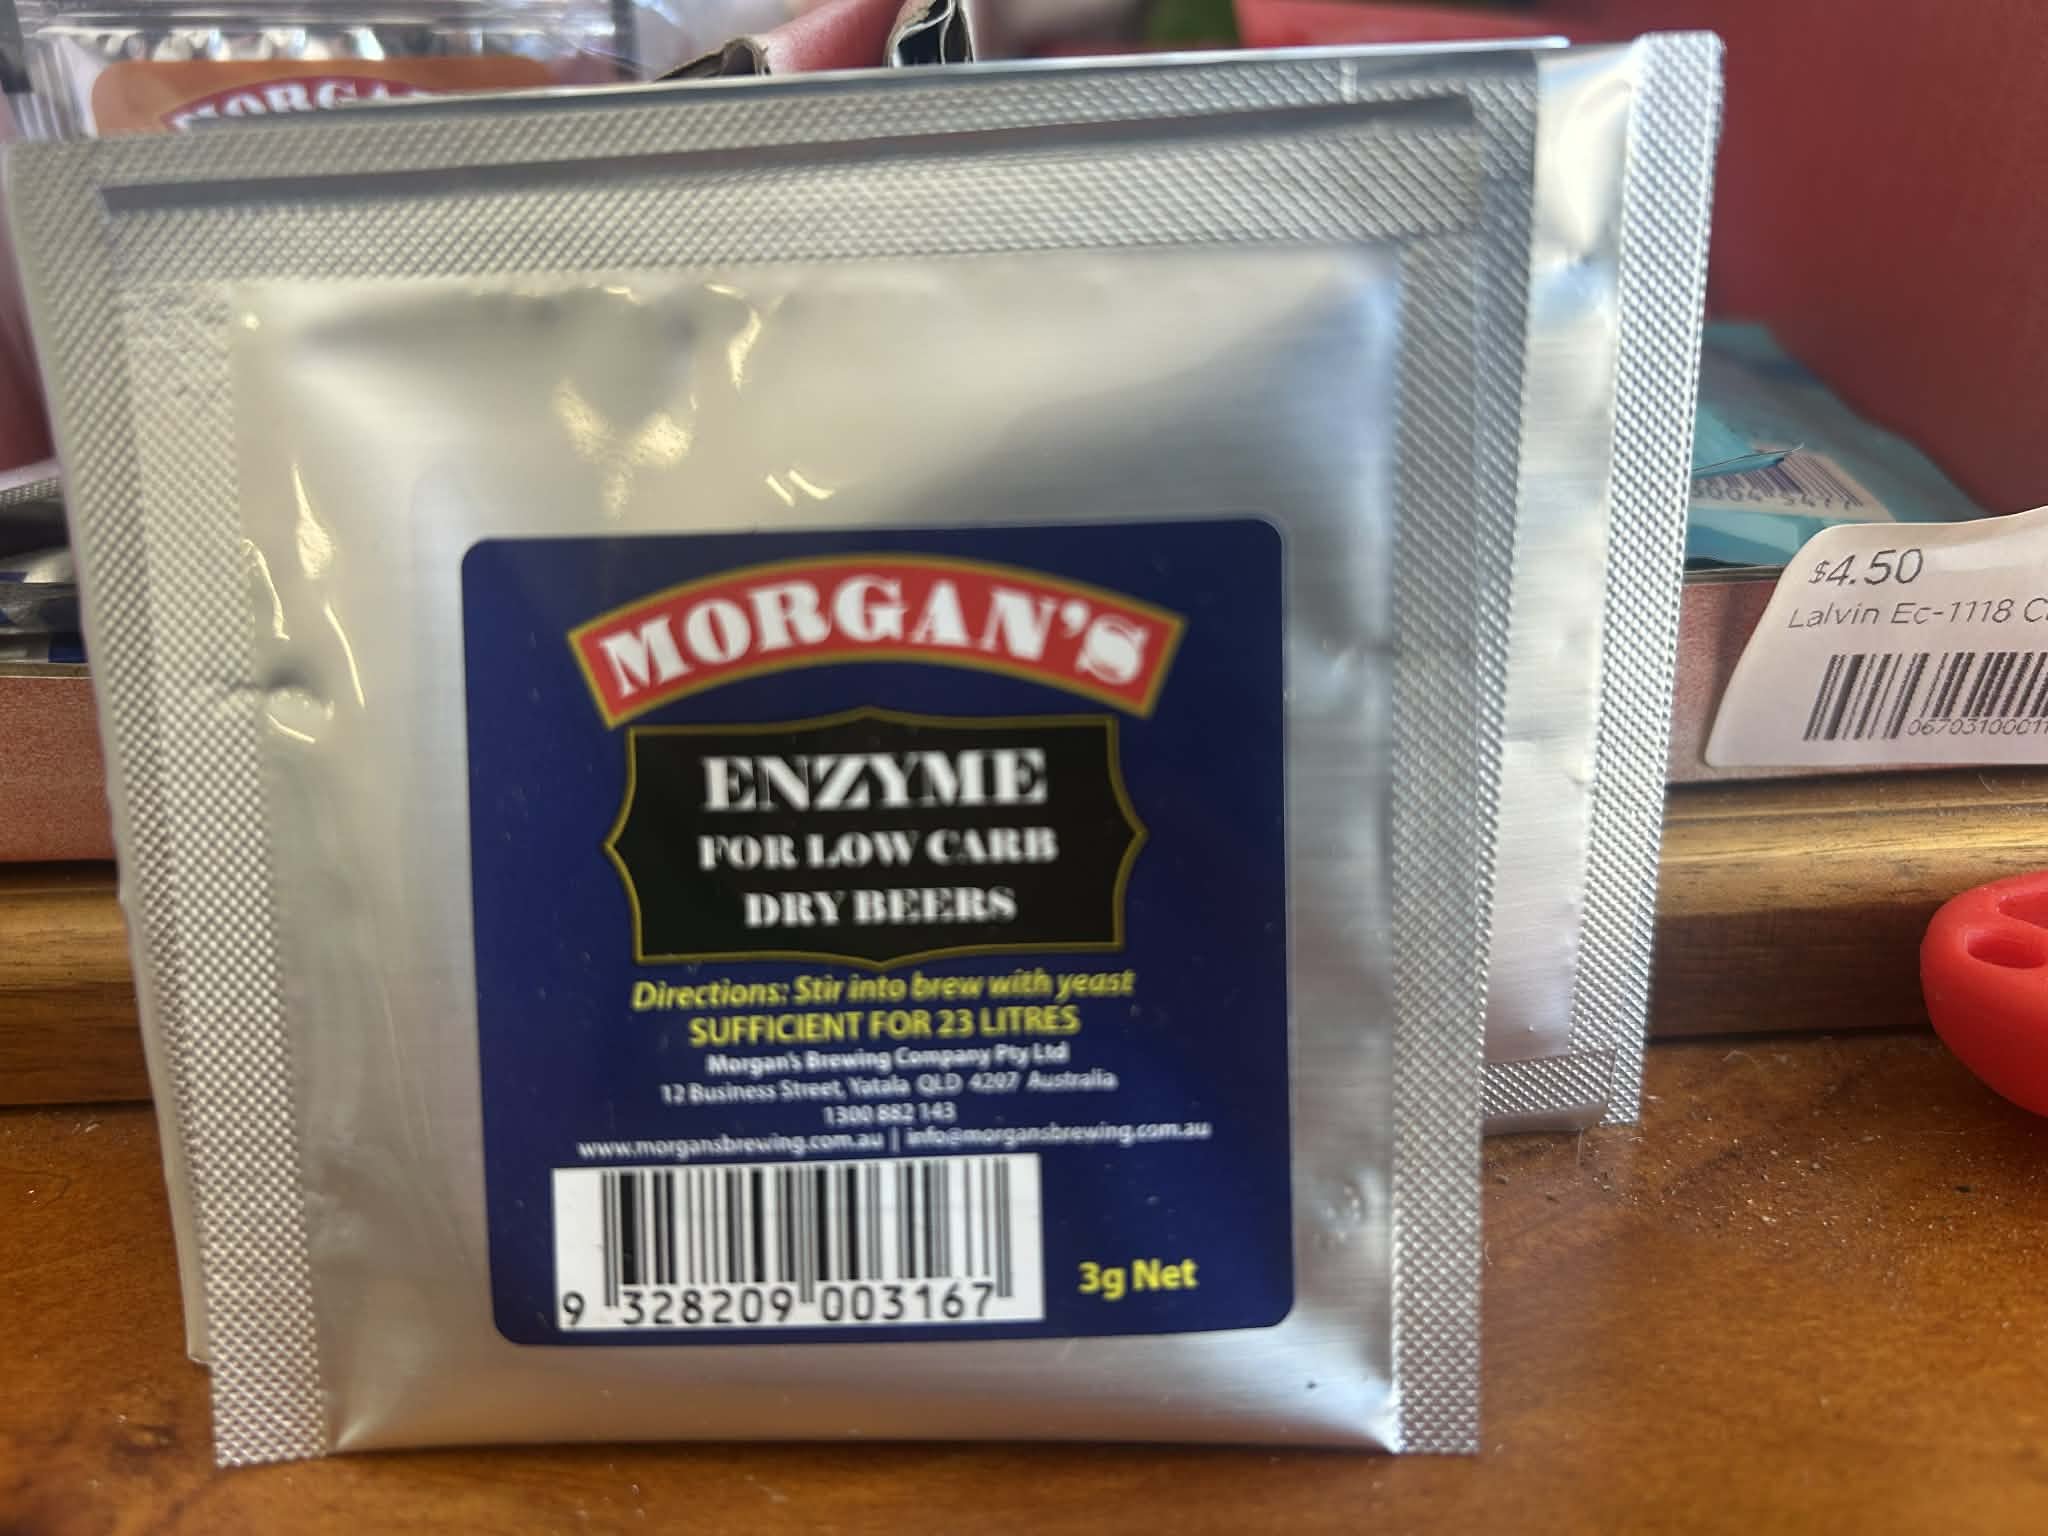 MORGAN'S
ENZYME
FOR LOW CARB
DRY BEERS
Directions: Stir into brew with yeast
SUFFICIENT FOR 23 LITRES
Morgan's Brewing Company Pty Ltd
12 Business Street, Yatala QLD 4207 Australia
1300 882 143
www.morgansbrewing.com.au | info@morgansbrewing.com.au
9 328209 003167
3g Net
$4.50
Lalvin Ec-1118